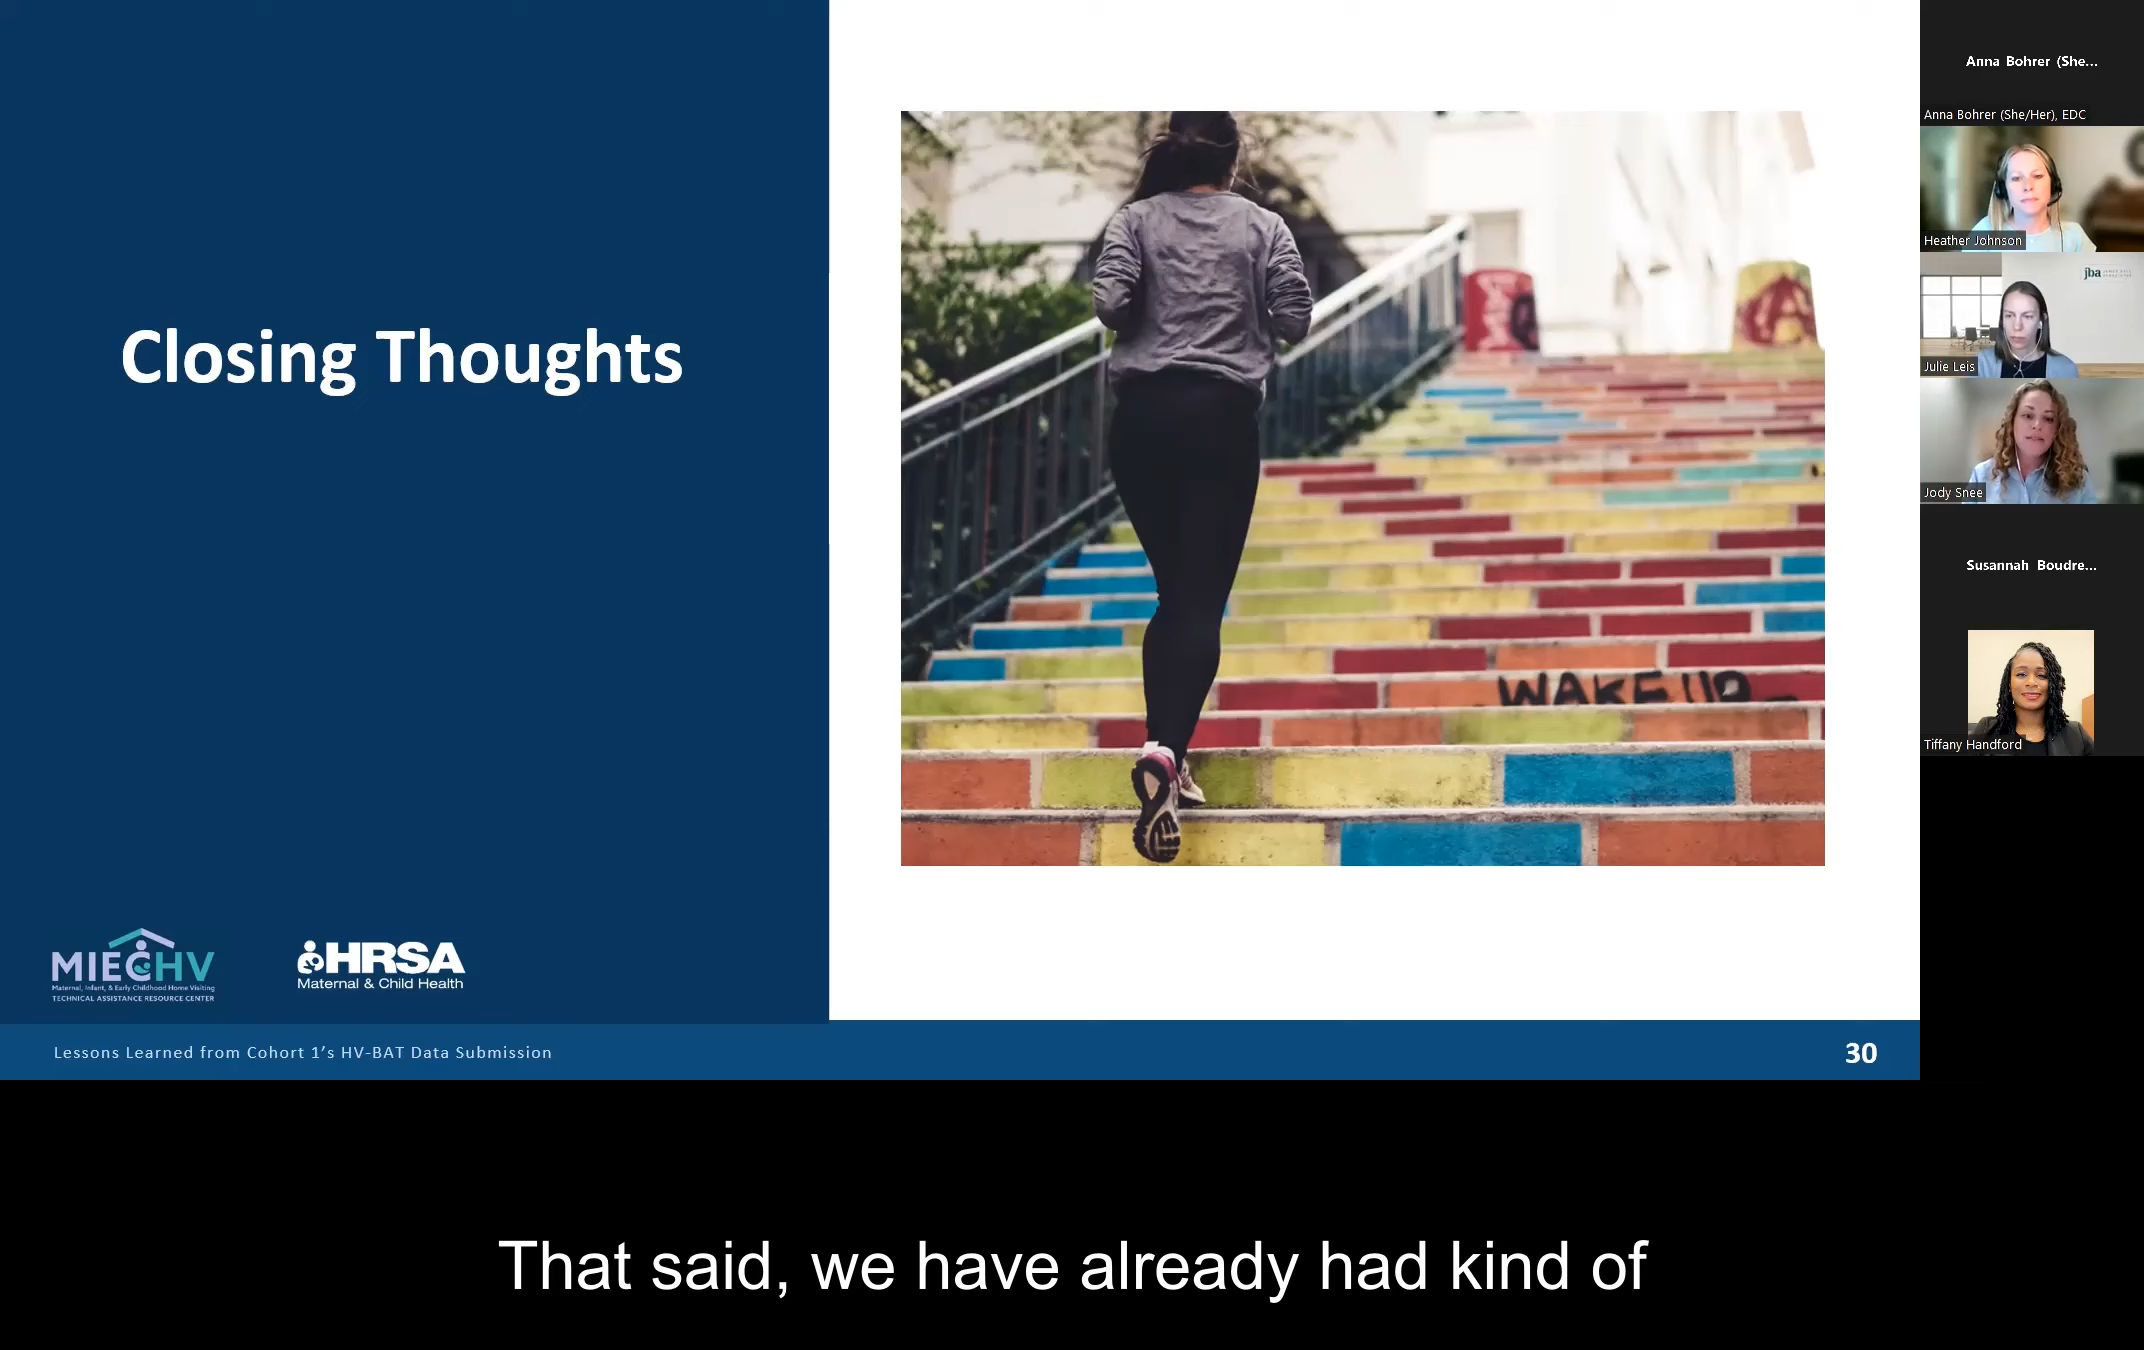 Closing Thoughts
WAKE UP
MIECHV
Maternal, Infant, & Early Childhood Home Visiting
TECHNICAL ASSISTANCE RESOURCE CENTER
HRSA
Maternal & Child Health
Lessons Learned from Cohort 1’s HV-BAT Data Submission
30
Anna Bohrer (She...
Anna Bohrer (She/Her), EDC
Heather Johnson
jba
Julie Leis
Jody Snee
Susannah Boudre...
Tiffany Handford
That said, we have already had kind of